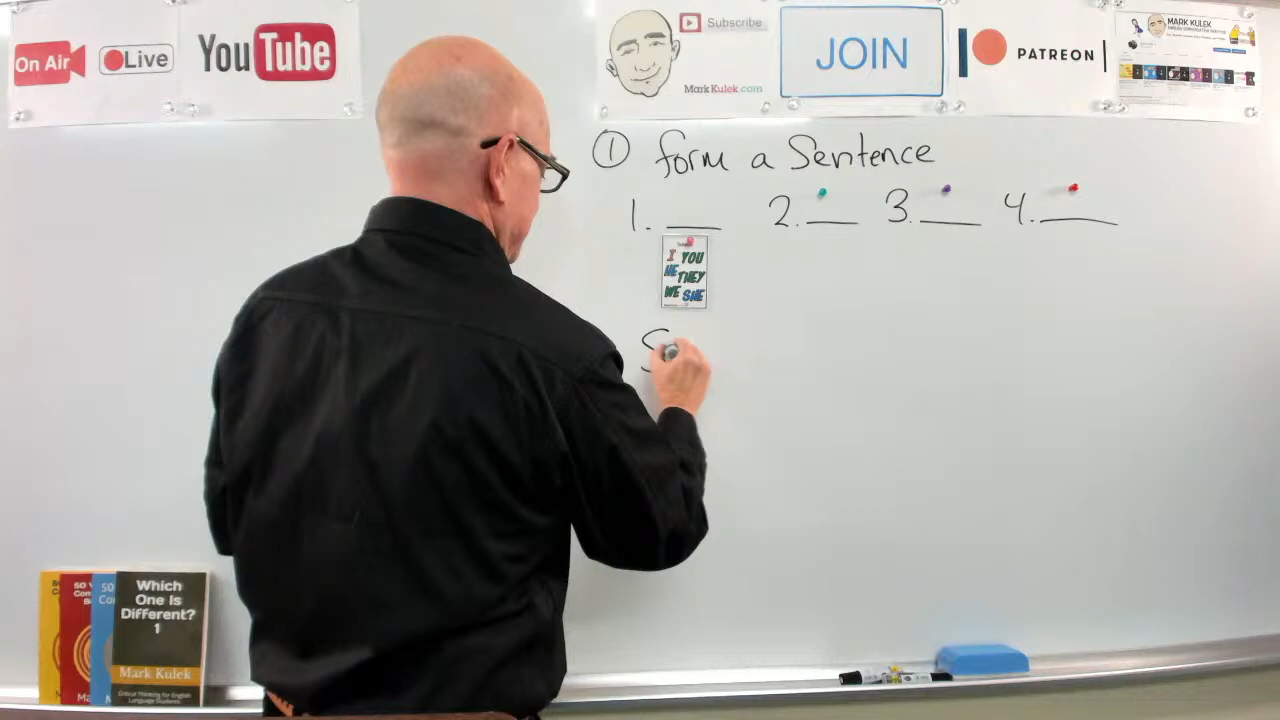 On Air
Live
YouTube
Subscribe
MarkKulek.com
JOIN
PATREON
MARK KULEK
① Form a Sentence
1. ___ 2. ___ 3. ___ 4. ___
I YOU
HE THEY
WE SHE
S
50
Which
One Is
Different?
1
Mark Kulek
Critical Thinking for English
Language Students